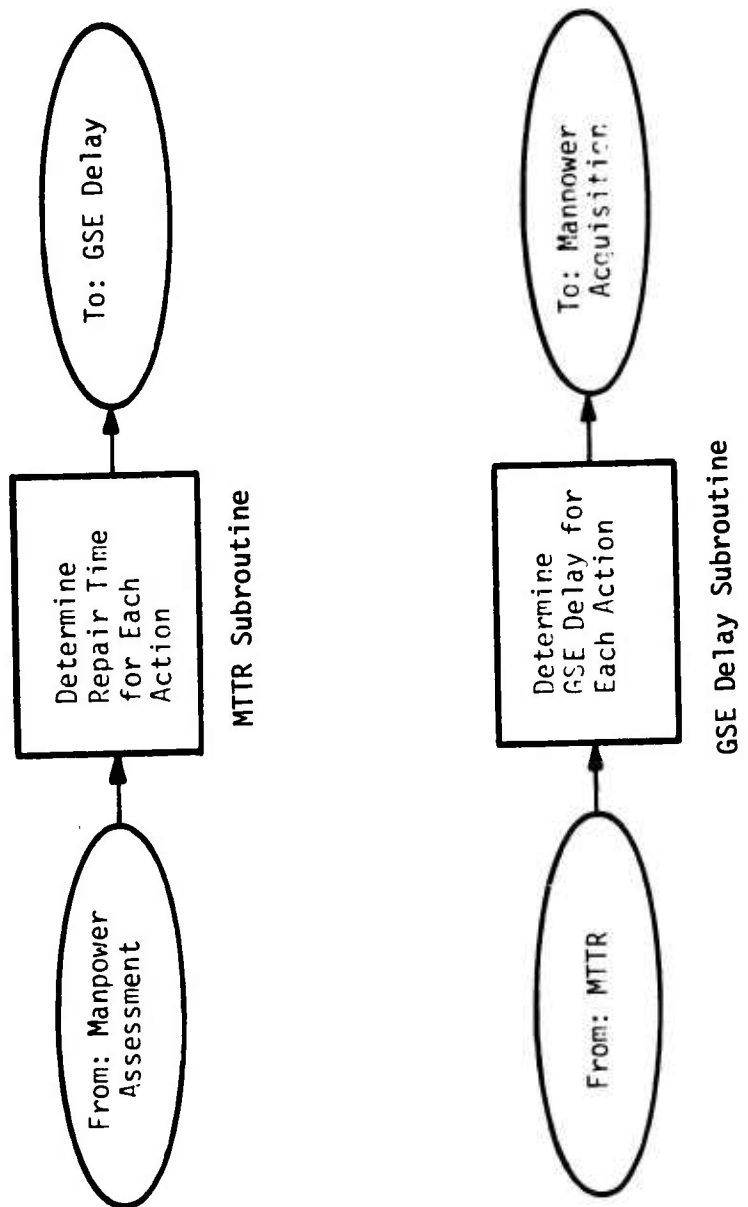 From: Manpower
Assessment
Determine
Repair Time
for Each
Action
To: GSE Delay
MTTR Subroutine
From: MTTR
Determine
GSE Delay for
Each Action
To: Manpower
Acquisition
GSE Delay Subroutine